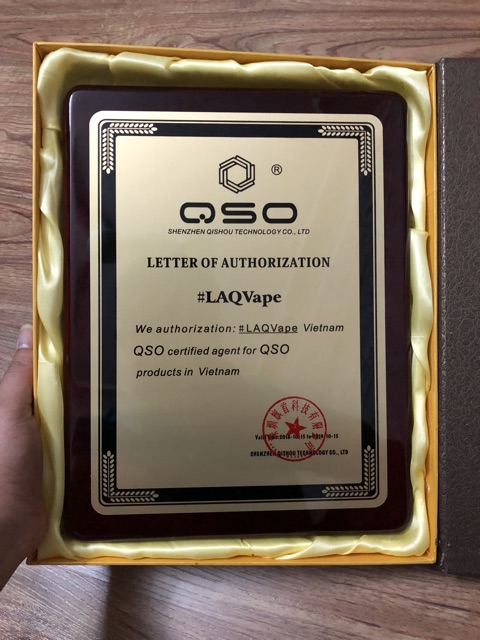 ®
QSO
SHENZHEN QISHOU TECHNOLOGY CO., LTD
LETTER OF AUTHORIZATION
#LAQVape
We authorization: #LAQVape Vietnam
QSO certified agent for QSO
products in Vietnam
SHENZHEN QISHOU TECHNOLOGY CO., LTD